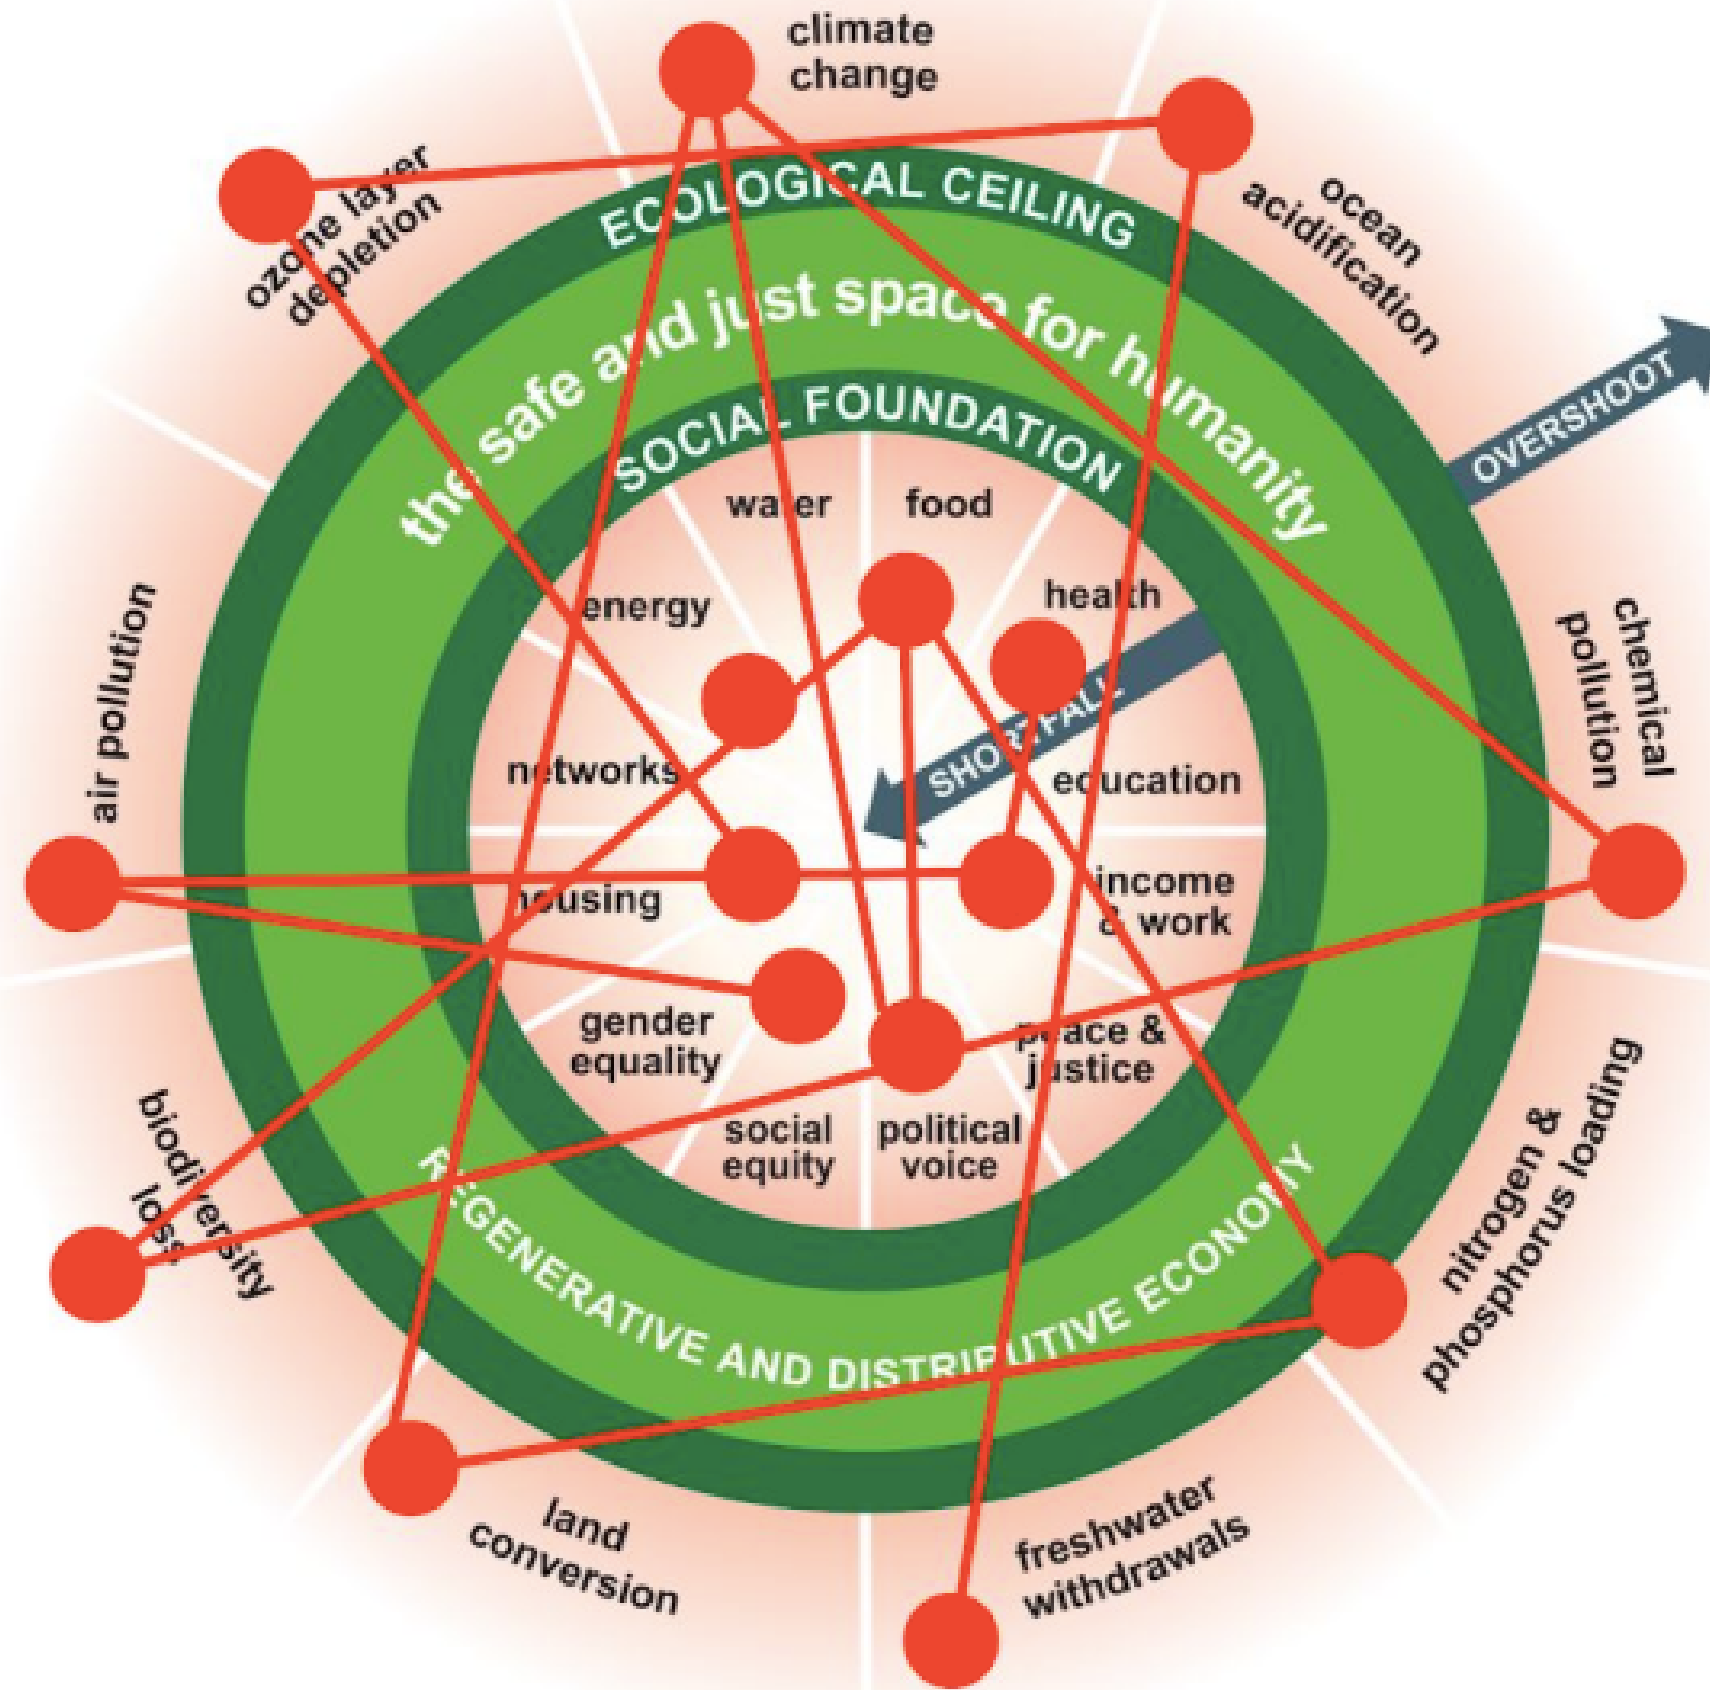 climate
change
ocean
acidification
ozone layer
depletion
ECOLOGICAL CEILING
the safe and just space for humanity
OVERSHOOT
SOCIAL FOUNDATION
water
food
energy
health
SHORTFALL
networks
education
housing
income
& work
gender
equality
peace &
justice
social
equity
political
voice
air pollution
chemical
pollution
biodiversity
loss
nitrogen &
phosphorus loading
REGENERATIVE AND DISTRIBUTIVE ECONOMY
land
conversion
freshwater
withdrawals